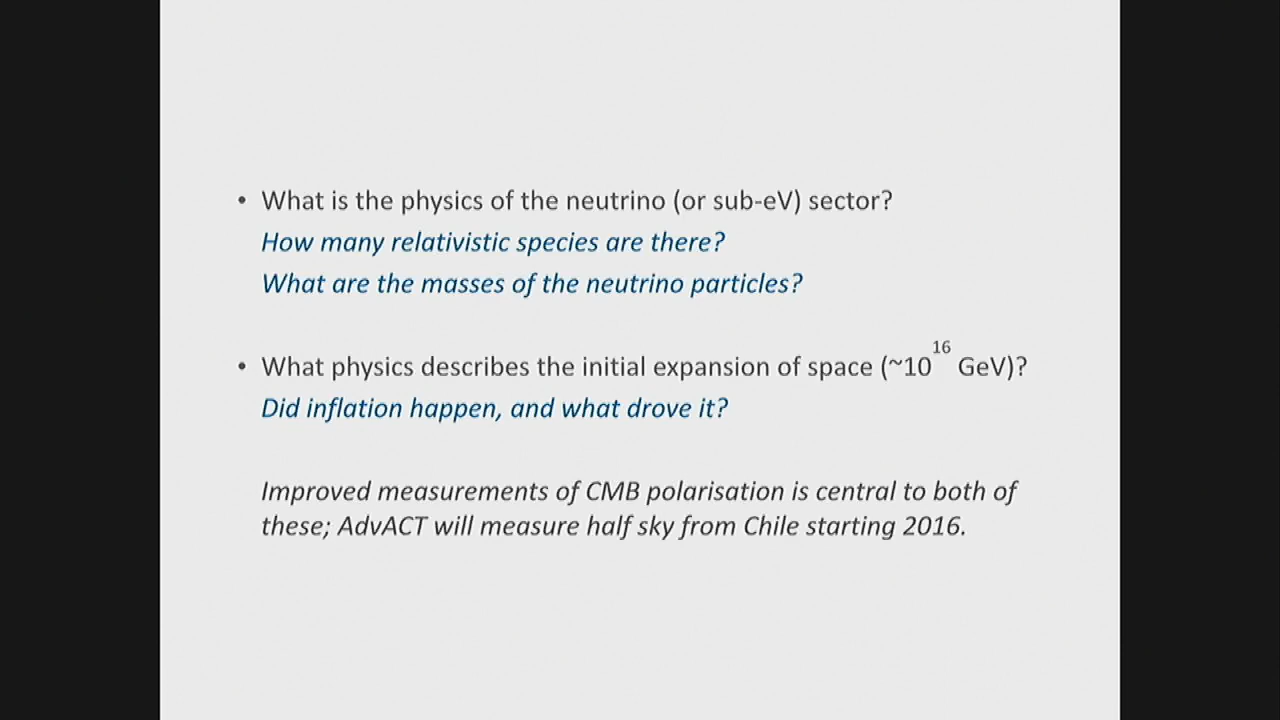 • What is the physics of the neutrino (or sub-eV) sector?
How many relativistic species are there?
What are the masses of the neutrino particles?
• What physics describes the initial expansion of space (~10¹⁶ GeV)?
Did inflation happen, and what drove it?
Improved measurements of CMB polarisation is central to both of
these; AdvACT will measure half sky from Chile starting 2016.